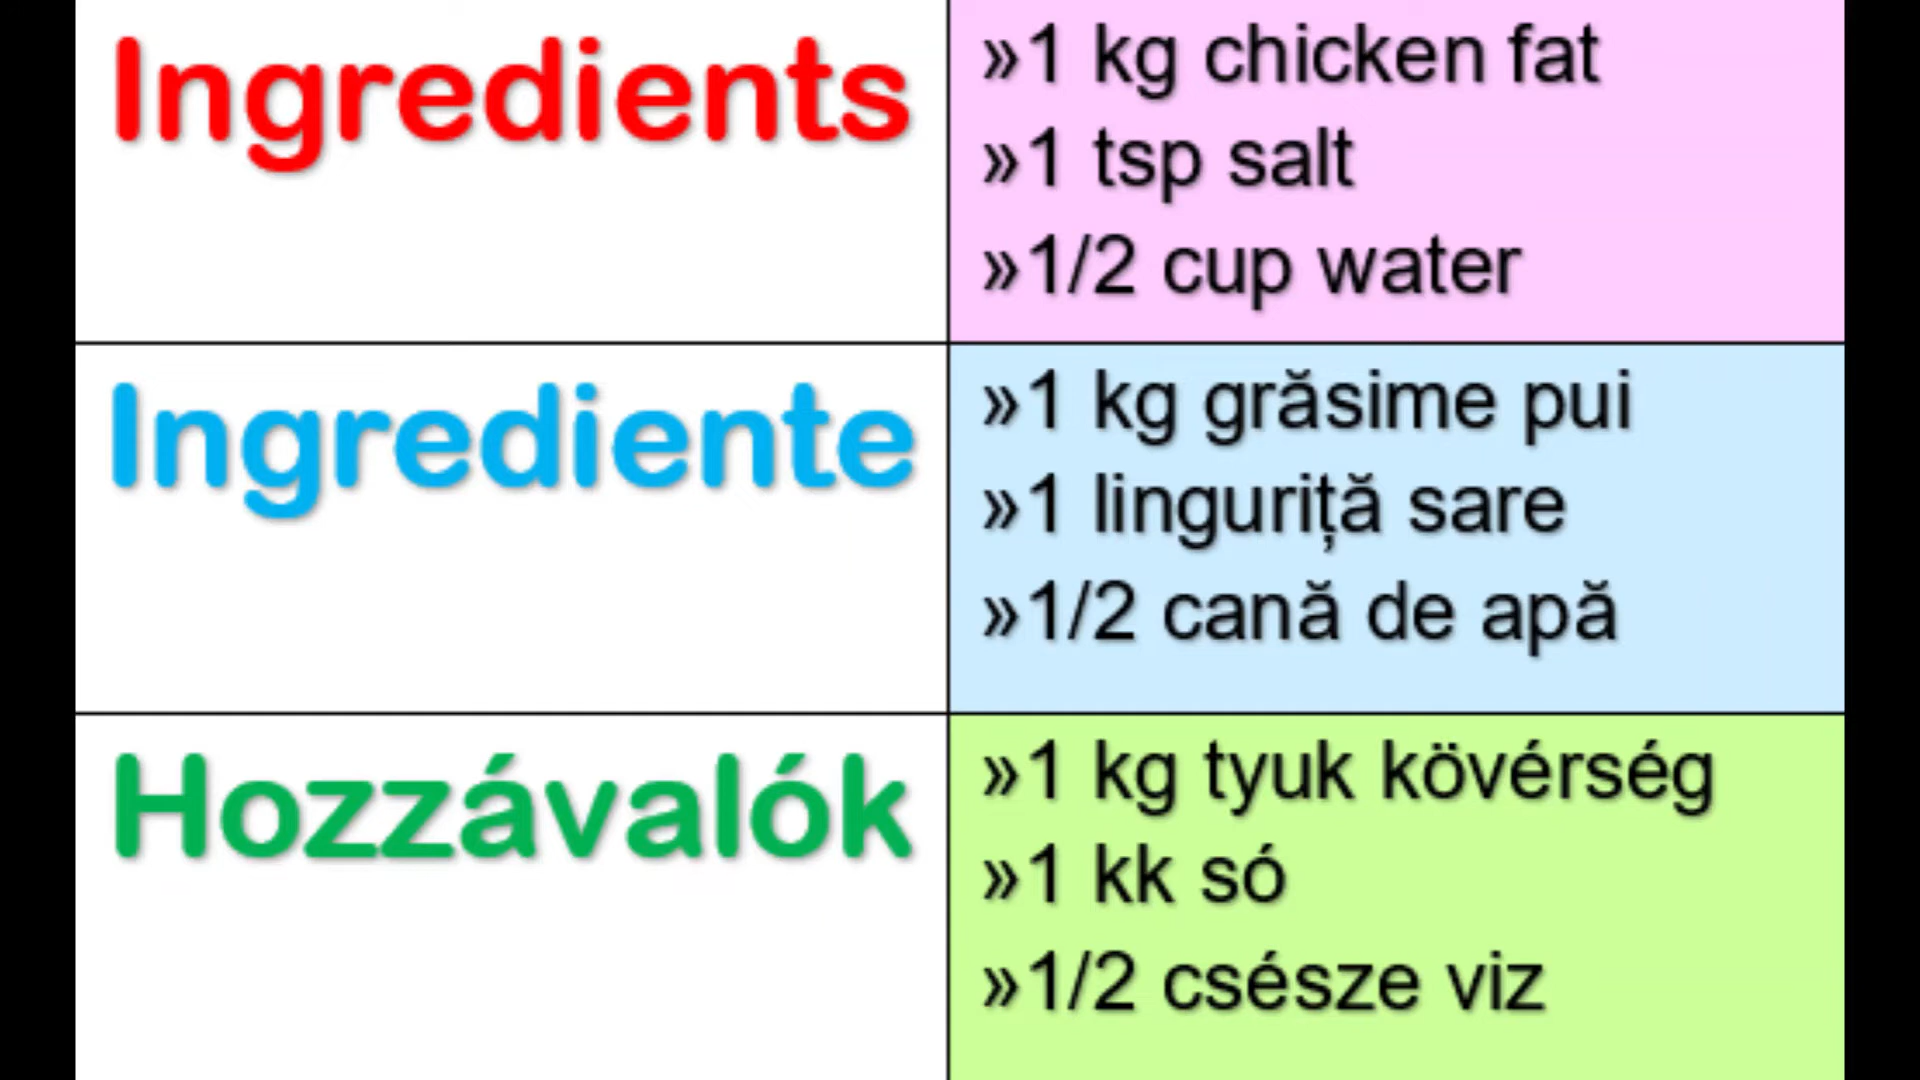 Ingredients
»1 kg chicken fat
»1 tsp salt
»1/2 cup water
Ingrediente
»1 kg grăsime pui
»1 linguriță sare
»1/2 cană de apă
Hozzávalók
»1 kg tyuk kövérség
»1 kk só
»1/2 csésze viz